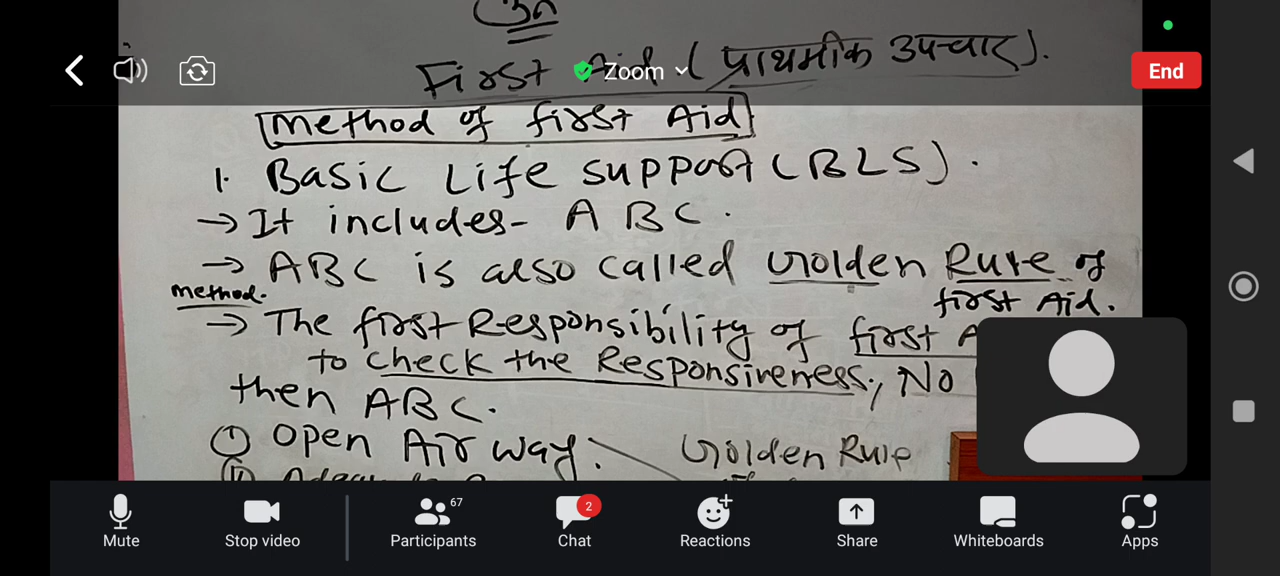 First Aid (प्राथमीक उपचार).
Zoom
End
Method of first Aid
1. Basic Life support (BLS).
→ It includes- A B C.
→ ABC is also called Golden Rule of
first Aid.
method.
→ The first Responsibility of first
to check the Responsiveness, No
then ABC.
① Open Air way.
Golden Rule
67
2
Mute
Stop video
Participants
Chat
Reactions
Share
Whiteboards
Apps